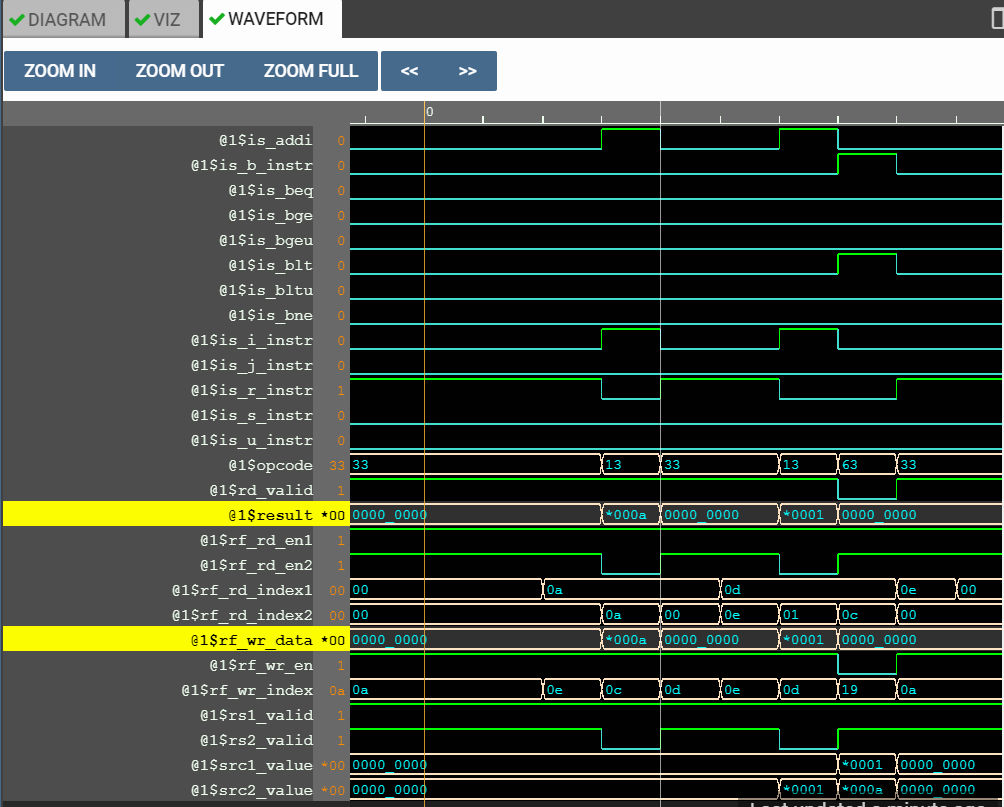 DIAGRAM VIZ WAVEFORM
ZOOM IN ZOOM OUT ZOOM FULL << >>
0
@1$is_addi 0
@1$is_b_instr 0
@1$is_beq 0
@1$is_bge 0
@1$is_bgeu 0
@1$is_blt 0
@1$is_bltu 0
@1$is_bne 0
@1$is_i_instr 0
@1$is_j_instr 0
@1$is_r_instr 1
@1$is_s_instr 0
@1$is_u_instr 0
@1$opcode 33 33 13 33 13 63 33
@1$rd_valid 1
@1$result *00 0000_0000 *000a 0000_0000 *0001 0000_0000
@1$rf_rd_en1 1
@1$rf_rd_en2 1
@1$rf_rd_index1 00 00 0a 0d 0e 00
@1$rf_rd_index2 00 00 0a 00 0e 01 0c 00
@1$rf_wr_data *00 0000_0000 *000a 0000_0000 *0001 0000_0000
@1$rf_wr_en 1
@1$rf_wr_index 0a 0a 0e 0c 0d 0e 0d 19 0a
@1$rs1_valid 1
@1$rs2_valid 1
@1$src1_value *00 0000_0000 *0001 0000_0000
@1$src2_value *00 0000_0000 *0001 *000a 0000_0000
Last updated a minute ago